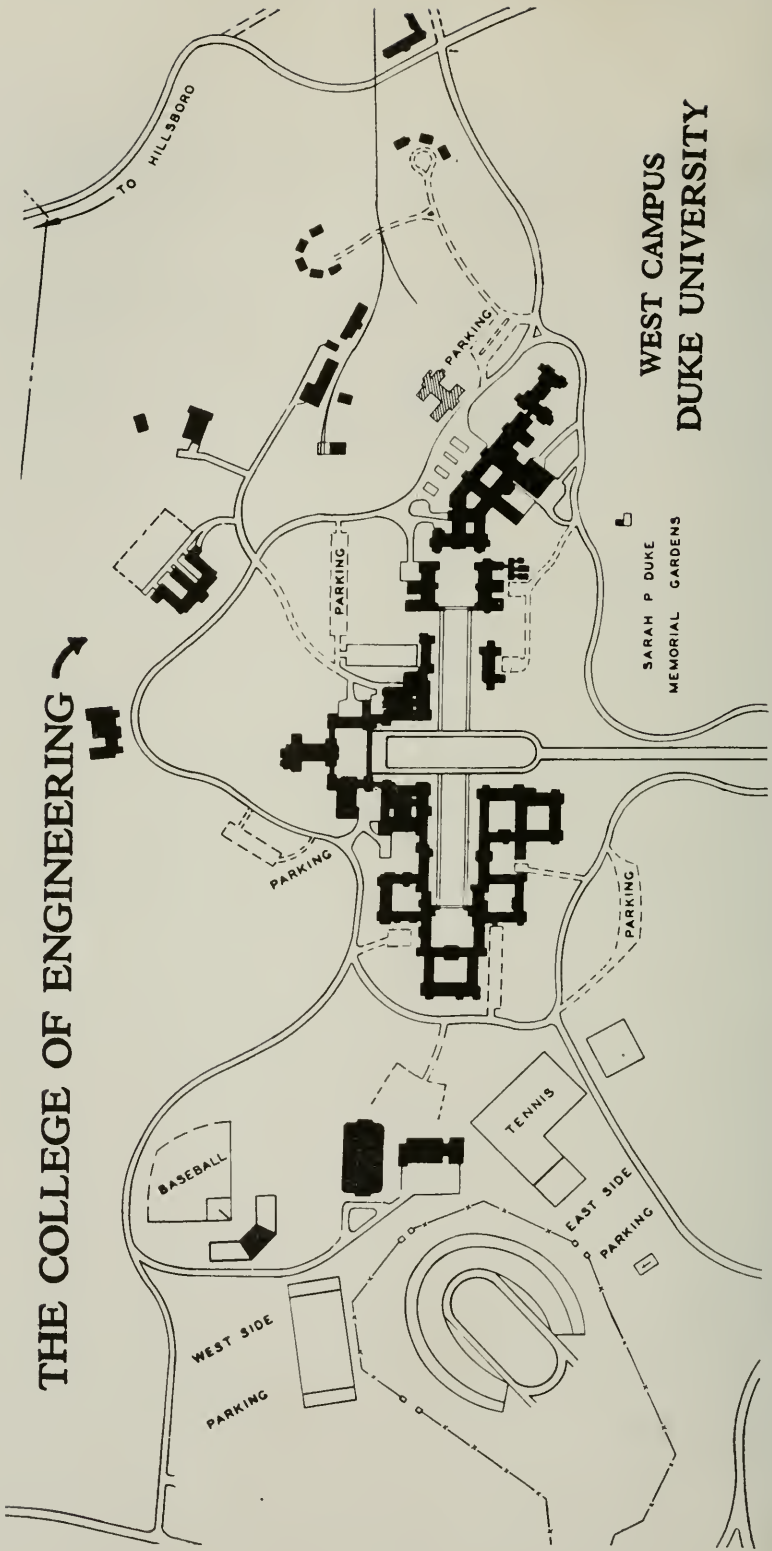 THE COLLEGE OF ENGINEERING
TO HILLSBORO
PARKING
PARKING
PARKING
PARKING
BASEBALL
TENNIS
WEST SIDE
PARKING
EAST SIDE
PARKING
SARAH P DUKE
MEMORIAL GARDENS
WEST CAMPUS
DUKE UNIVERSITY